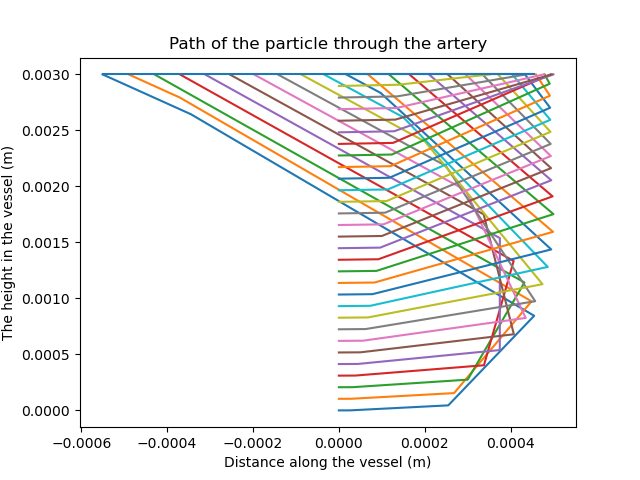 Path of the particle through the artery
The height in the vessel (m)
0.0030
0.0025
0.0020
0.0015
0.0010
0.0005
0.0000
−0.0006 −0.0004 −0.0002 0.0000 0.0002 0.0004
Distance along the vessel (m)